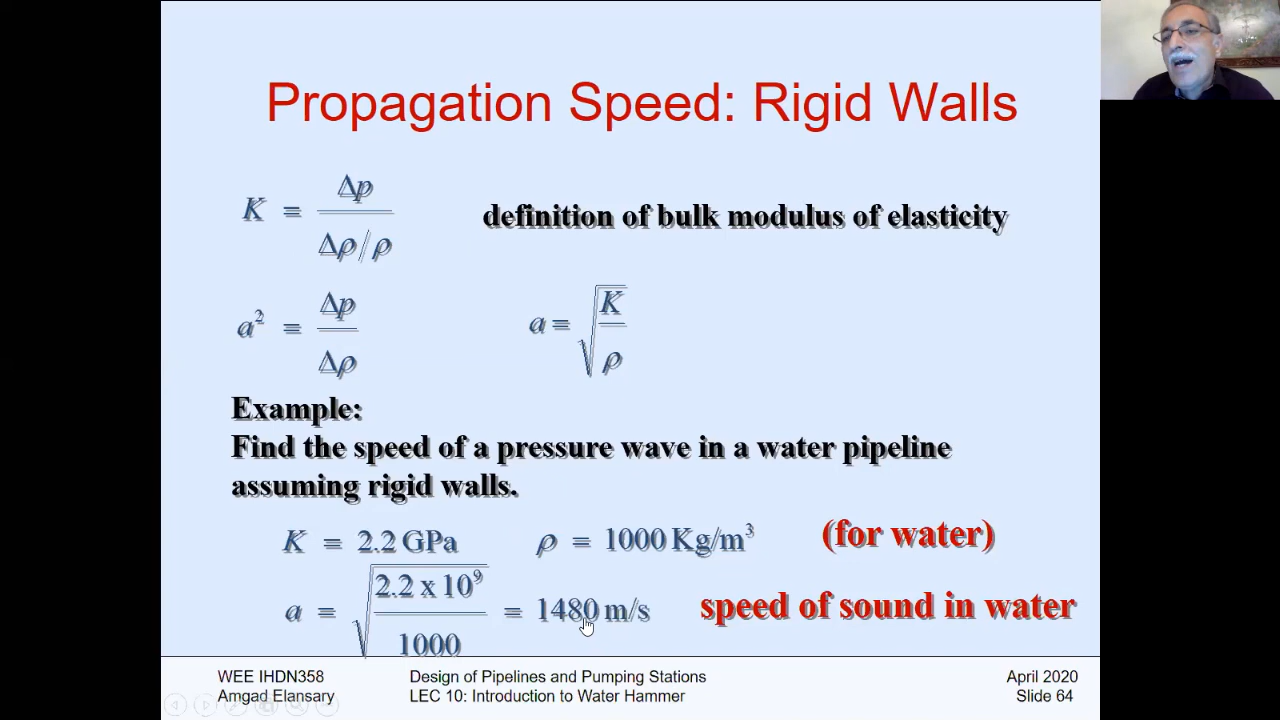 Propagation Speed: Rigid Walls
K = Δp / (Δρ/ρ)
definition of bulk modulus of elasticity
a² = Δp / Δρ
a = √(K / ρ)
Example:
Find the speed of a pressure wave in a water pipeline
assuming rigid walls.
K = 2.2 GPa ρ = 1000 Kg/m³ (for water)
a = √(2.2 x 10⁹ / 1000) = 1480 m/s speed of sound in water
WEE IHDN358 Design of Pipelines and Pumping Stations April 2020
Amgad Elansary LEC 10: Introduction to Water Hammer Slide 64